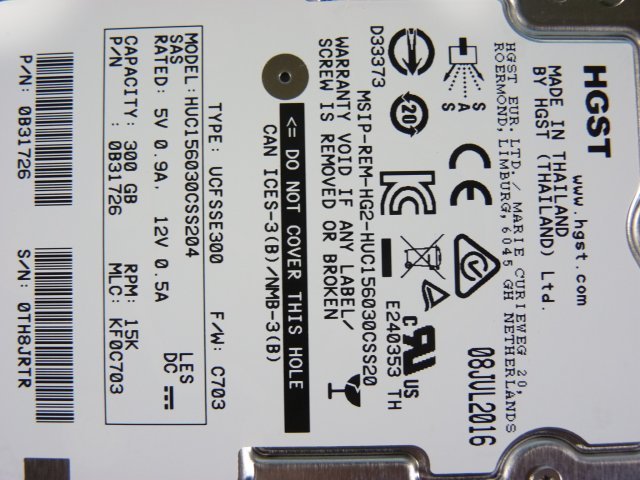 HGST
www.hgst.com
MADE IN THAILAND
BY HGST (THAILAND) Ltd.
HGST EUR. LTD. / MARIE CURIEWEG 20,
ROERMOND, LIMBURG, 6045 GH NETHERLANDS
08JUL2016
SAS
CE
20
c UR US
E240353 TH
D33373
MSIP-REM-HG2-HUC156030CSS20
WARRANTY VOID IF ANY LABEL/
SCREW IS REMOVED OR BROKEN
<= DO NOT COVER THIS HOLE
CAN ICES-3(B)/NMB-3(B)
TYPE: UCFSSE300 F/W: C703
MODEL: HUC156030CSS204
SAS LES
RATED: 5V 0.9A. 12V 0.5A DC
CAPACITY: 300 GB RPM: 15K
P/N : 0B31726 MLC: KF0C703
P/N: 0B31726 S/N: 0TH8JRTR